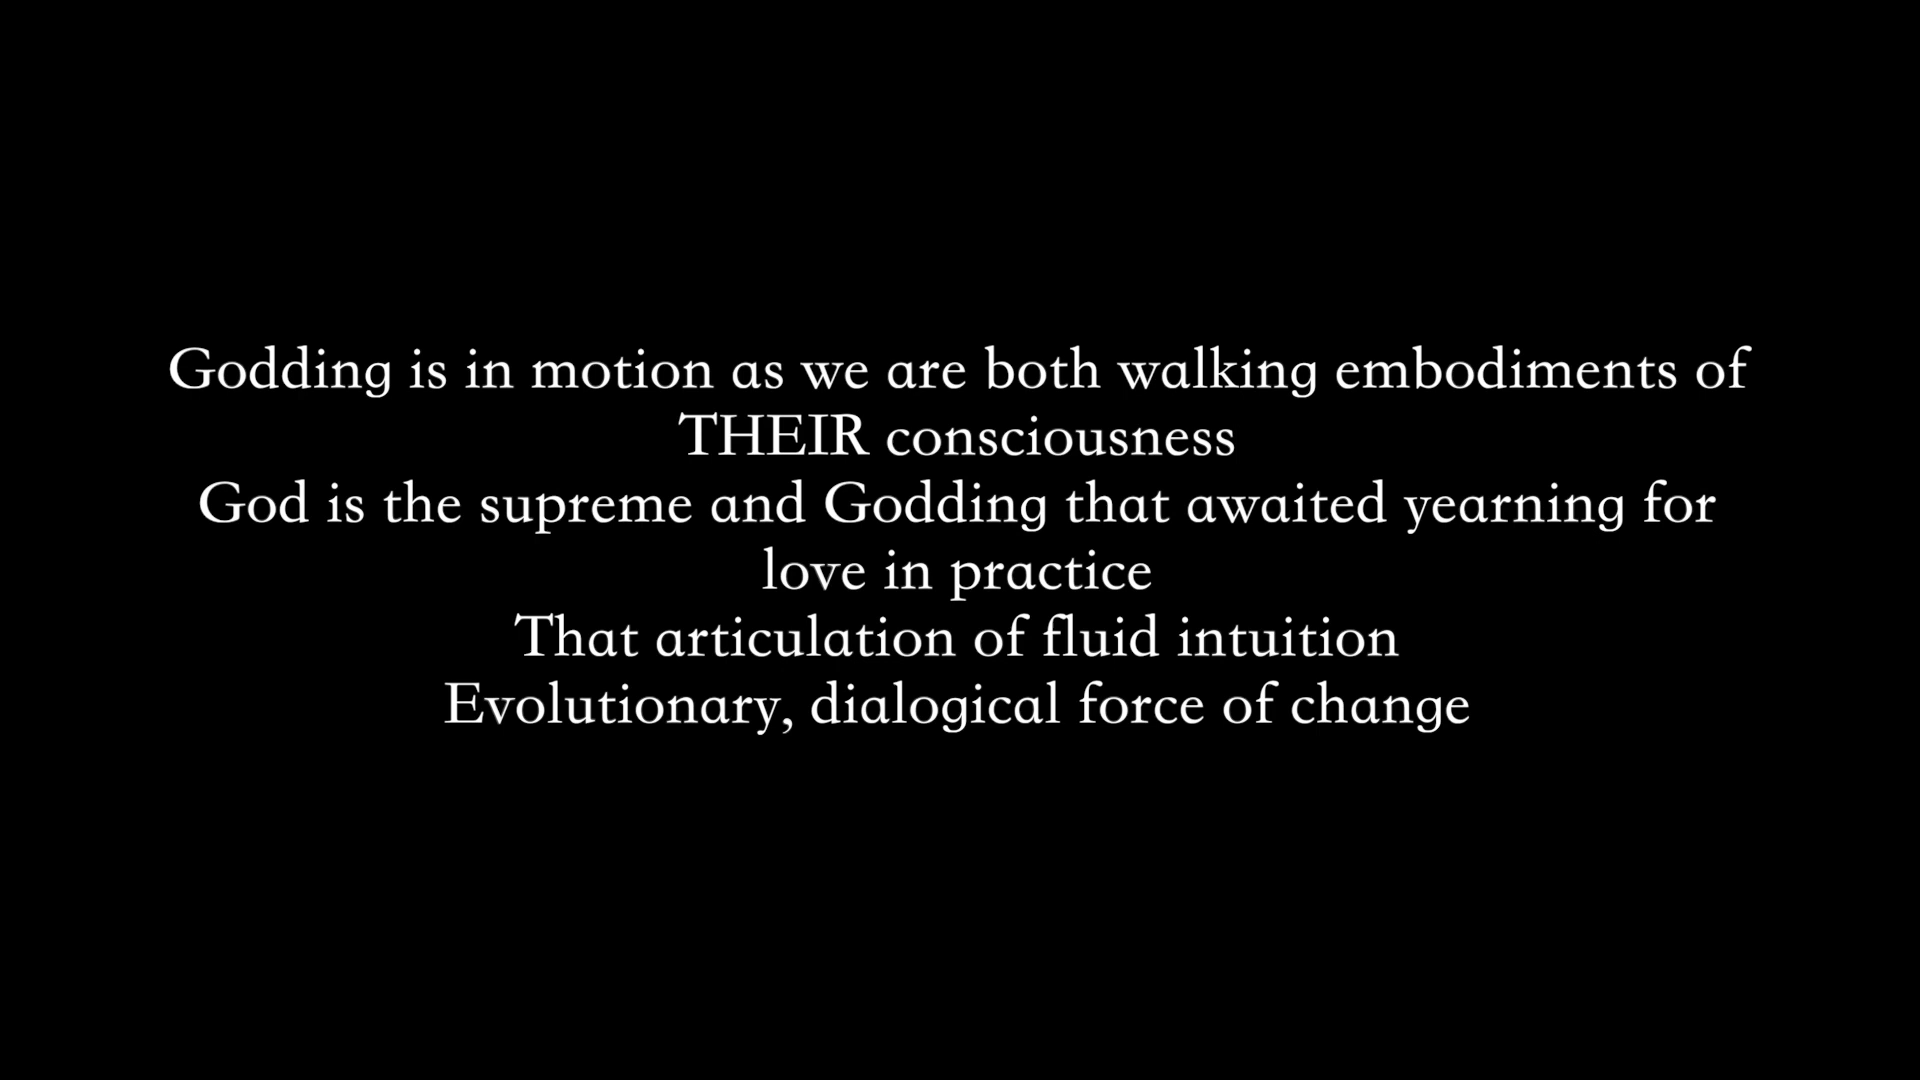 Godding is in motion as we are both walking embodiments of
THEIR consciousness
God is the supreme and Godding that awaited yearning for
love in practice
That articulation of fluid intuition
Evolutionary, dialogical force of change